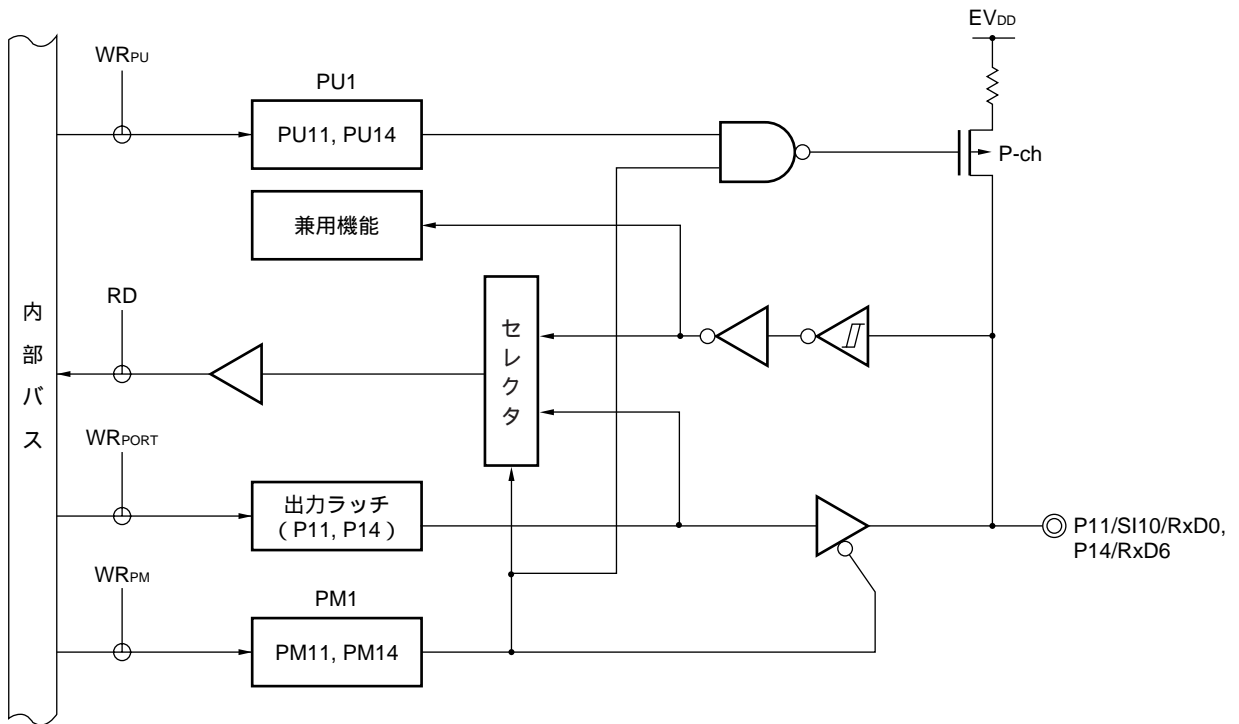 EVDD
WRPU
PU1
PU11, PU14
P-ch
兼用機能
RD
内部バス
セレクタ
WRPORT
出力ラッチ
（P11, P14）
P11/SI10/RxD0,
P14/RxD6
WRPM
PM1
PM11, PM14